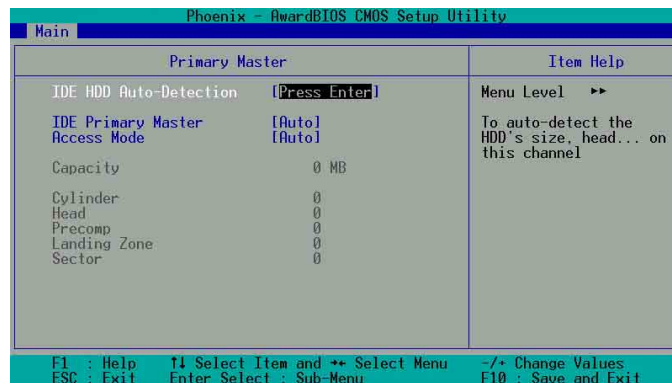 Phoenix - AwardBIOS CMOS Setup Utility
Main
Primary Master
Item Help
IDE HDD Auto-Detection [Press Enter]
IDE Primary Master [Auto]
Access Mode [Auto]
Capacity 0 MB
Cylinder 0
Head 0
Precomp 0
Landing Zone 0
Sector 0
Menu Level ►►
To auto-detect the
HDD's size, head... on
this channel
F1 : Help ↑↓ Select Item and →← Select Menu -/+ Change Values
ESC : Exit Enter Select : Sub-Menu F10 : Save and Exit